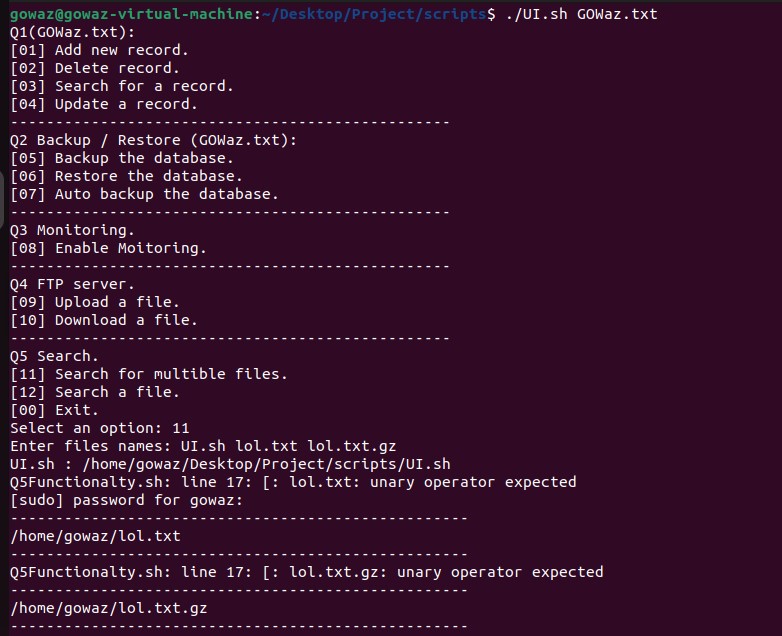 gowaz@gowaz-virtual-machine:~/Desktop/Project/scripts$ ./UI.sh GOWaz.txt
Q1(GOWaz.txt):
[01] Add new record.
[02] Delete record.
[03] Search for a record.
[04] Update a record.
-------------------------------------------------
Q2 Backup / Restore (GOWaz.txt):
[05] Backup the database.
[06] Restore the database.
[07] Auto backup the database.
-------------------------------------------------
Q3 Monitoring.
[08] Enable Moitoring.
-------------------------------------------------
Q4 FTP server.
[09] Upload a file.
[10] Download a file.
-------------------------------------------------
Q5 Search.
[11] Search for multible files.
[12] Search a file.
[00] Exit.
Select an option: 11
Enter files names: UI.sh lol.txt lol.txt.gz
UI.sh : /home/gowaz/Desktop/Project/scripts/UI.sh
Q5Functionalty.sh: line 17: [: lol.txt: unary operator expected
[sudo] password for gowaz:
---------------------------------------------------
/home/gowaz/lol.txt
---------------------------------------------------
Q5Functionalty.sh: line 17: [: lol.txt.gz: unary operator expected
---------------------------------------------------
/home/gowaz/lol.txt.gz
---------------------------------------------------